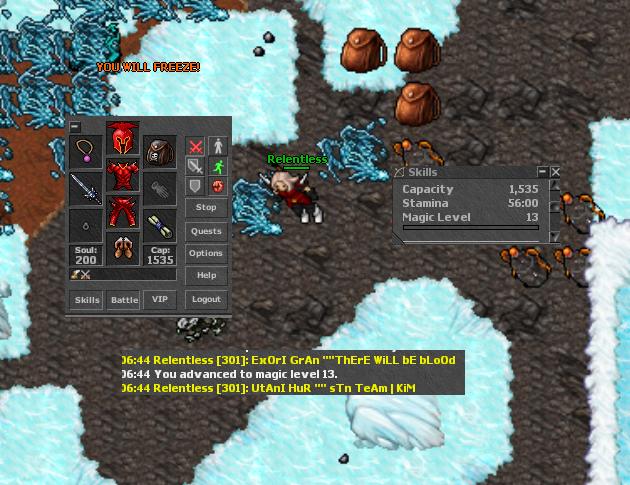 YOU WILL FREEZE!
Relentless
Skills
Capacity 1,535
Stamina 56:00
Magic Level 13
Stop
Quests
Options
Help
Soul: 200
Cap: 1535
Skills Battle VIP Logout
06:44 Relentless [301]: ExOrI GrAn ""ThErE WiLL bE bLoOd
06:44 You advanced to magic level 13.
06:44 Relentless [301]: UtAnI HuR "" sTn TeAm | KiM